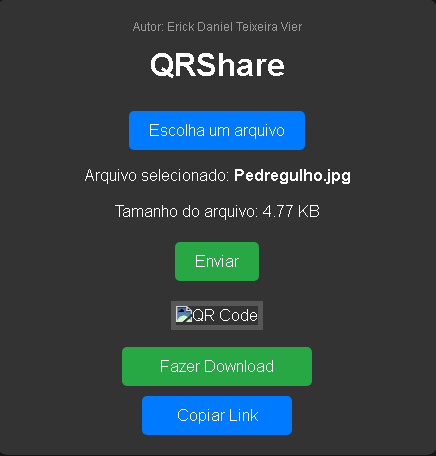 Autor: Erick Daniel Teixeira Vier
QRShare
Escolha um arquivo
Arquivo selecionado: Pedregulho.jpg
Tamanho do arquivo: 4.77 KB
Enviar
QR Code
Fazer Download
Copiar Link